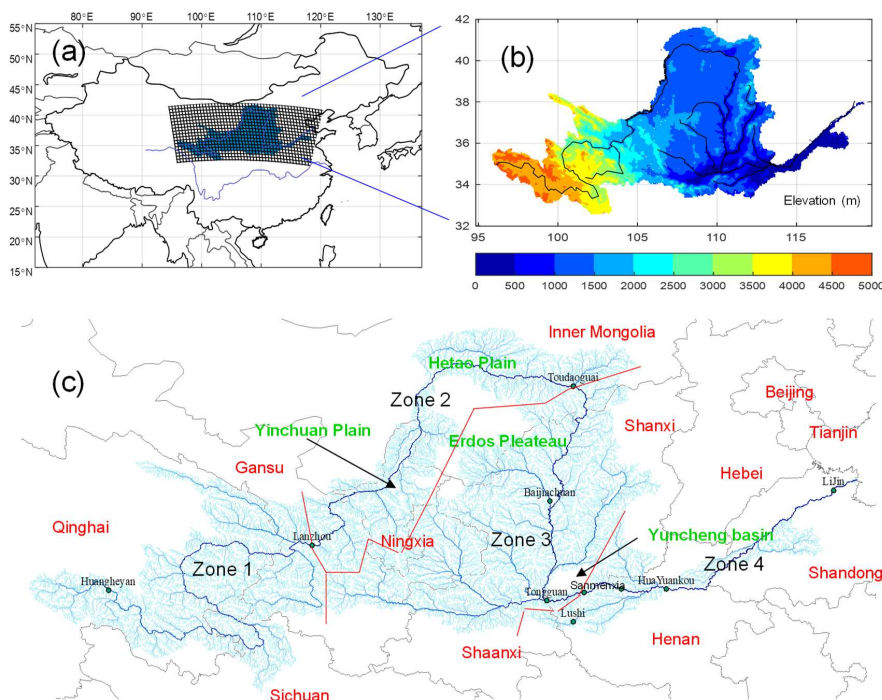 80°E 90°E 100°E 110°E 120°E 130°E
55°N
50°N
45°N
40°N
35°N
30°N
25°N
20°N
15°N
(a)
42
40
38
36
34
32
(b)
Elevation (m)
95 100 105 110 115
0 500 1000 1500 2000 2500 3000 3500 4000 4500 5000
(c)
Inner Mongolia
Hetao Plain
Toudaoguai
Beijing
Zone 2
Yinchuan Plain
Erdos Pleateau
Shanxi
Tianjin
Gansu
Hebei
LiJin
Baijiachuan
Qinghai
Lanzhou
Ningxia
Zone 3
Yuncheng basin
Zone 1
Zone 4
Huangheyan
Tongguan
Sanmenxia
HuaYuankou
Shandong
Lushi
Shaanxi
Henan
Sichuan